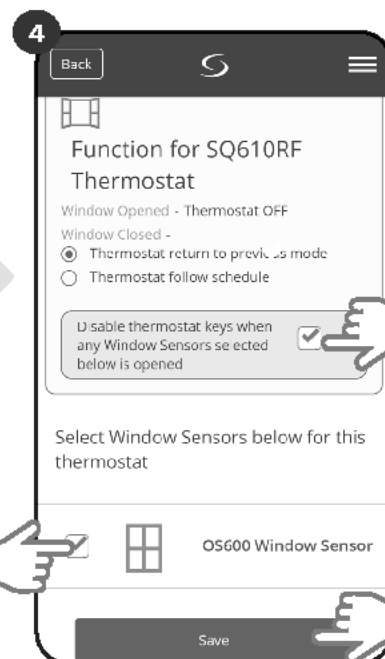 4
Back
Function for SQ610RF
Thermostat
Window Opened - Thermostat OFF
Window Closed -
Thermostat return to previous mode
Thermostat follow schedule
Disable thermostat keys when
any Window Sensors selected
below is opened
Select Window Sensors below for this
thermostat
OS600 Window Sensor
Save